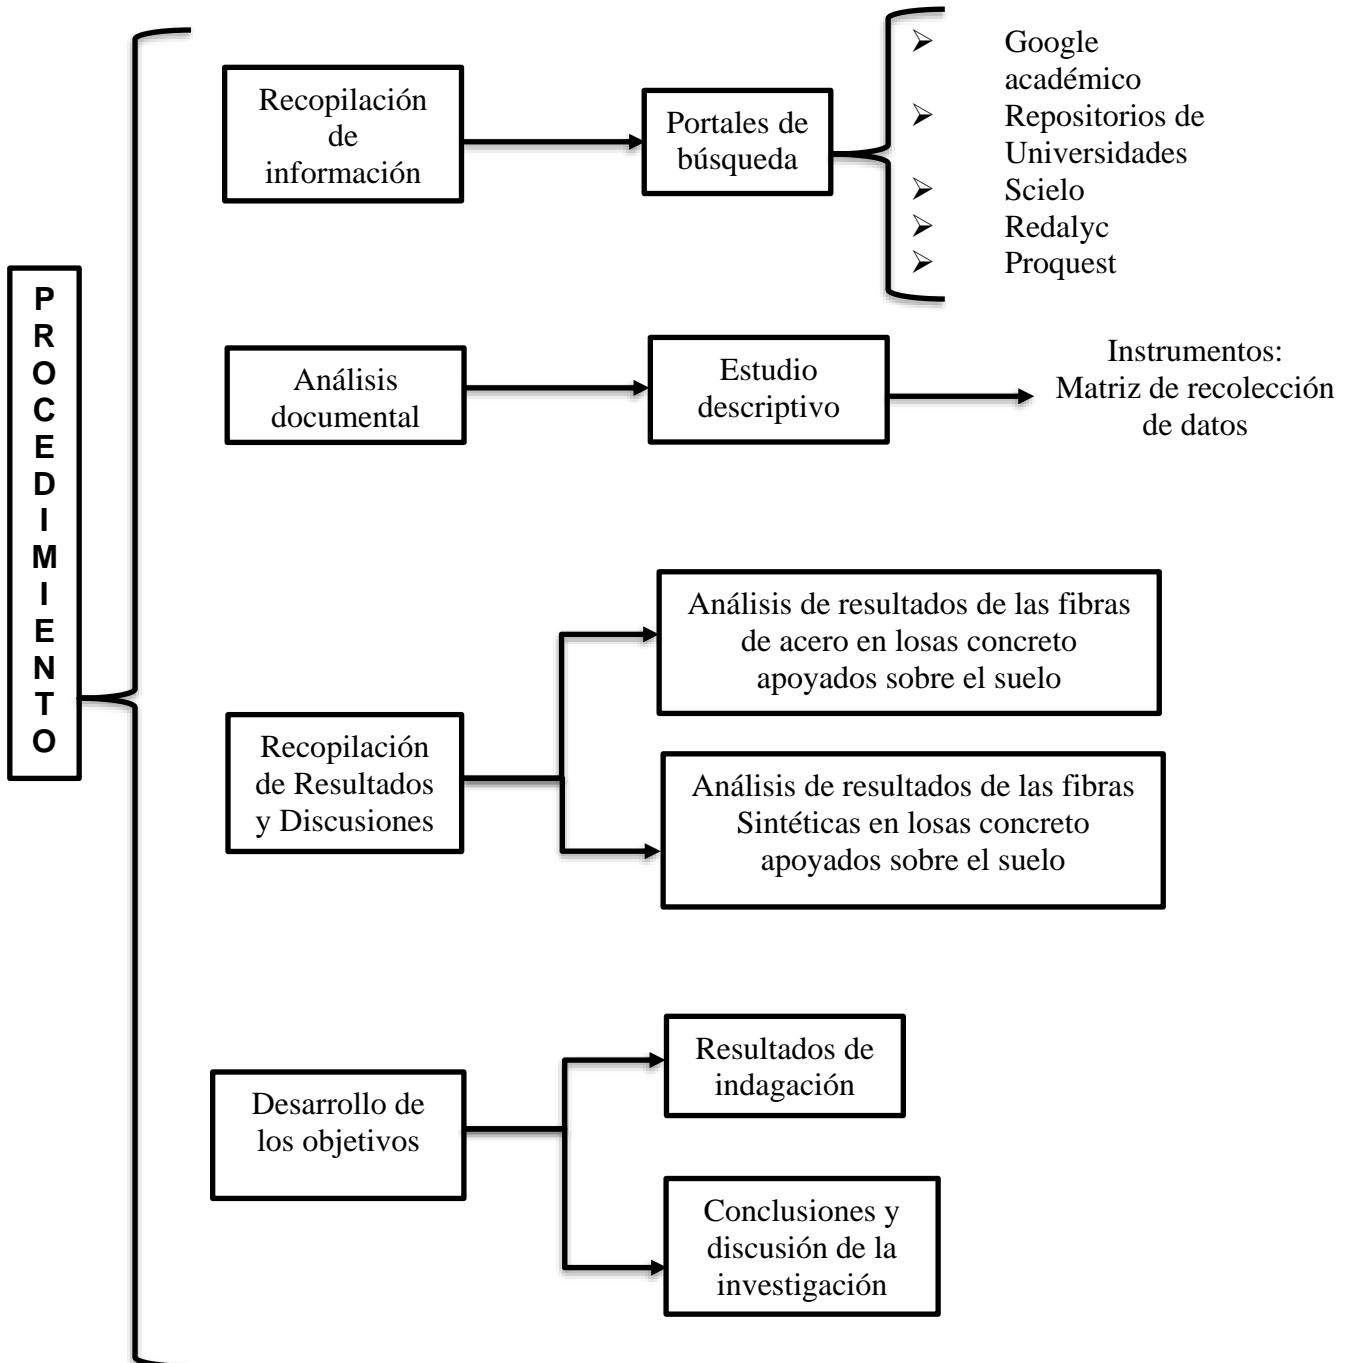 PROCEDIMIENTO
Recopilación
de
información
Portales de
búsqueda
➢ Google
académico
➢ Repositorios de
Universidades
➢ Scielo
➢ Redalyc
➢ Proquest
Análisis
documental
Estudio
descriptivo
Instrumentos:
Matriz de recolección
de datos
Recopilación
de Resultados
y Discusiones
Análisis de resultados de las fibras
de acero en losas concreto
apoyados sobre el suelo
Análisis de resultados de las fibras
Sintéticas en losas concreto
apoyados sobre el suelo
Desarrollo de
los objetivos
Resultados de
indagación
Conclusiones y
discusión de la
investigación